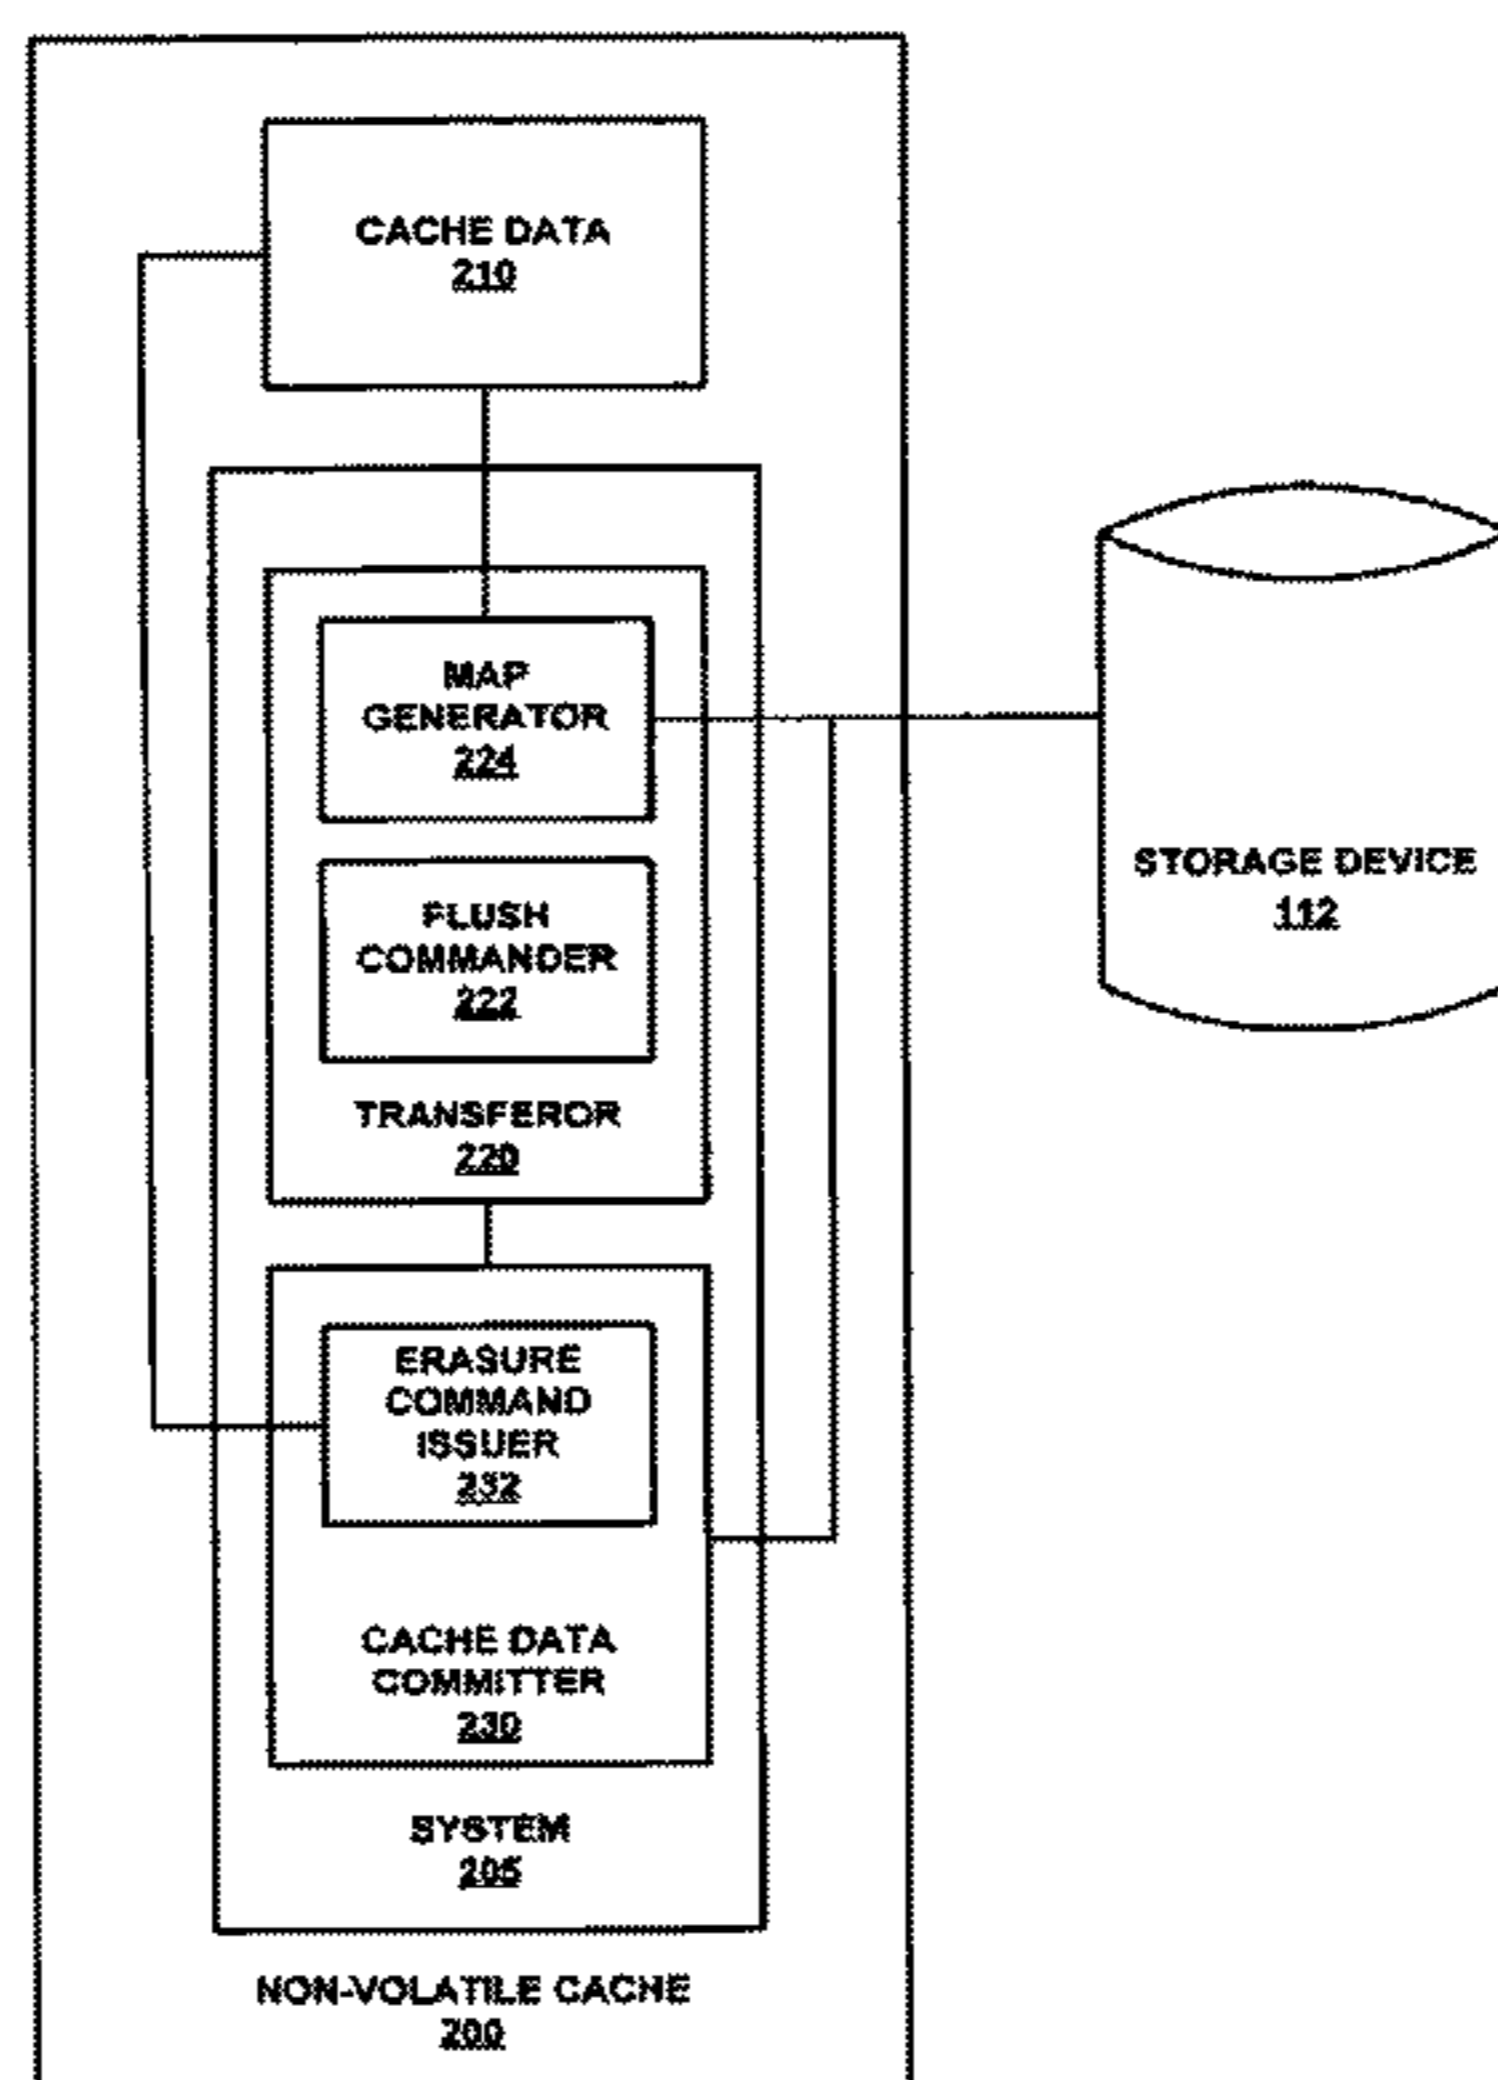 CACHE DATA
210
MAP
GENERATOR
224
FLUSH
COMMANDER
222
TRANSFEROR
220
STORAGE DEVICE
112
ERASURE
COMMAND
ISSUER
232
CACHE DATA
COMMITTER
230
SYSTEM
205
NON-VOLATILE CACHE
200